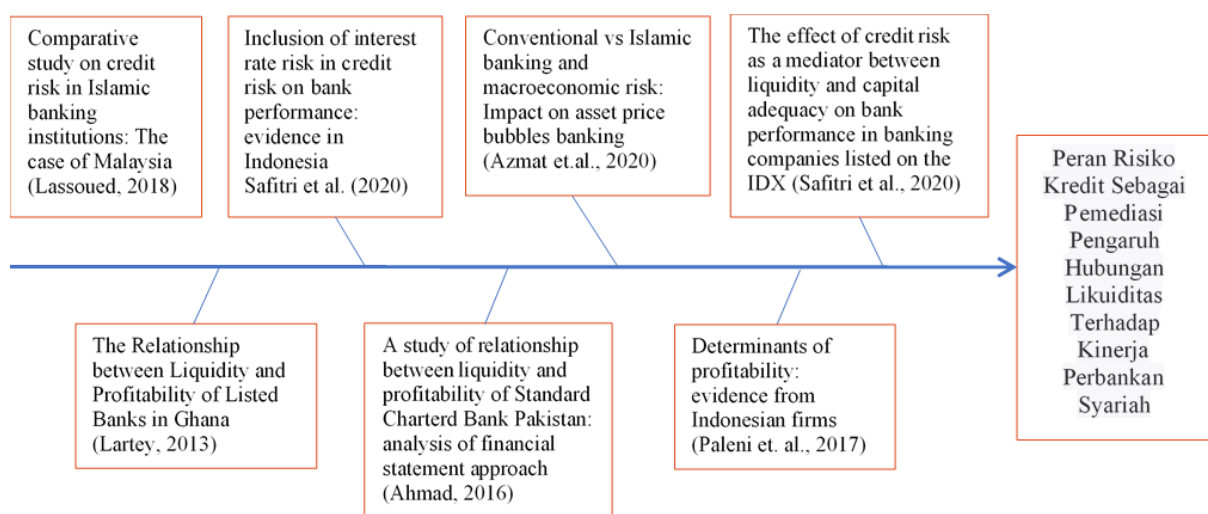 Comparative
study on credit
risk in Islamic
banking
institutions: The
case of Malaysia
(Lassoued, 2018)
Inclusion of interest
rate risk in credit
risk on bank
performance:
evidence in
Indonesia
Safitri et al. (2020)
Conventional vs Islamic
banking and
macroeconomic risk:
Impact on asset price
bubbles banking
(Azmat et.al., 2020)
The effect of credit risk
as a mediator between
liquidity and capital
adequacy on bank
performance in banking
companies listed on the
IDX (Safitri et al., 2020)
Peran Risiko
Kredit Sebagai
Pemediasi
Pengaruh
Hubungan
Likuiditas
Terhadap
Kinerja
Perbankan
Syariah
The Relationship
between Liquidity and
Profitability of Listed
Banks in Ghana
(Lartey, 2013)
A study of relationship
between liquidity and
profitability of Standard
Charterd Bank Pakistan:
analysis of financial
statement approach
(Ahmad, 2016)
Determinants of
profitability:
evidence from
Indonesian firms
(Paleni et. al., 2017)